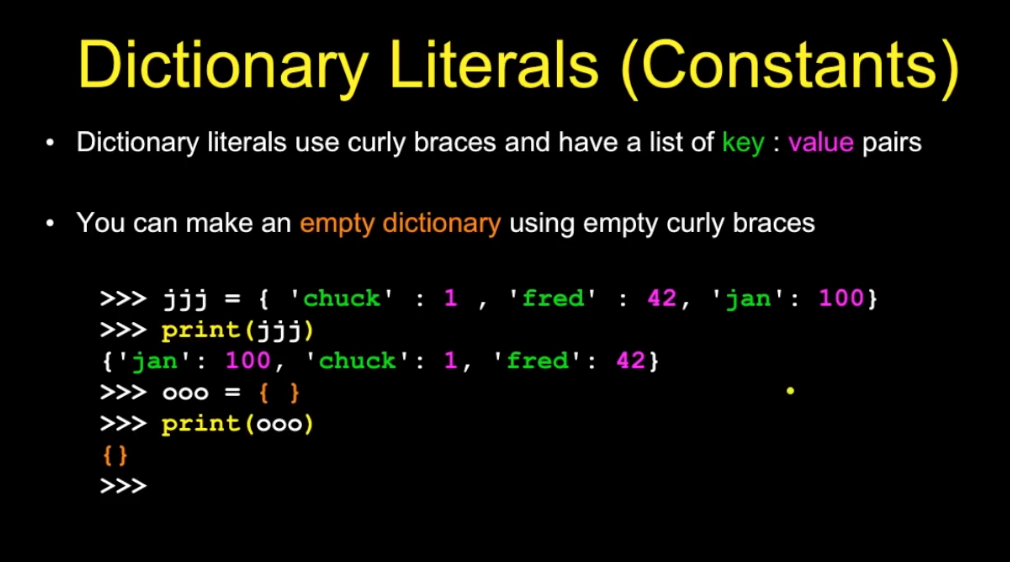 Dictionary Literals (Constants)
• Dictionary literals use curly braces and have a list of key : value pairs
• You can make an empty dictionary using empty curly braces
>>> jjj = { 'chuck' : 1 , 'fred' : 42, 'jan': 100}
>>> print(jjj)
{'jan': 100, 'chuck': 1, 'fred': 42}
>>> ooo = { }
>>> print(ooo)
{}
>>>